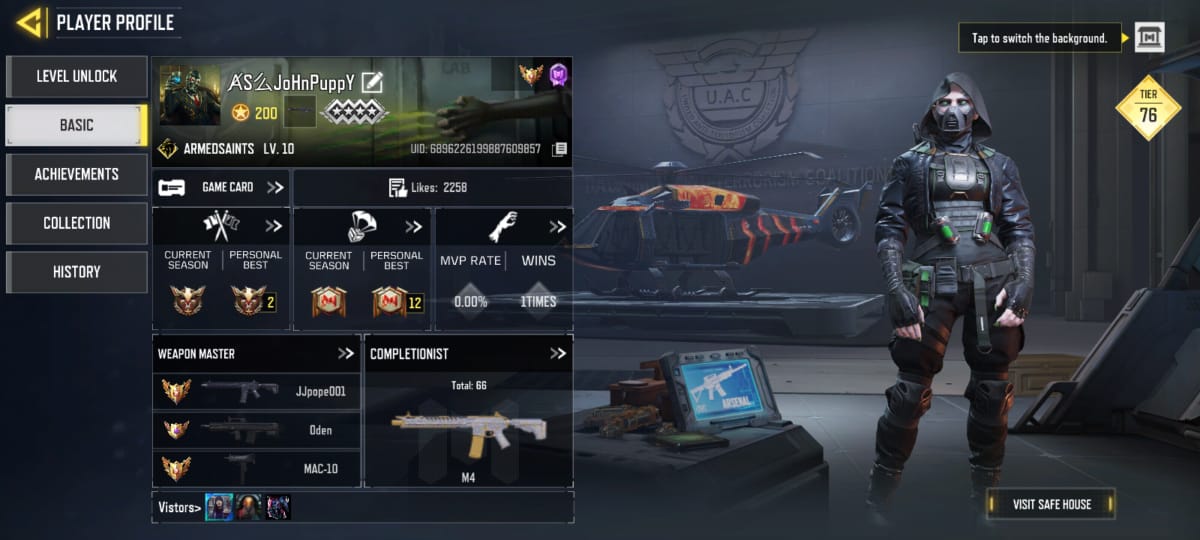 PLAYER PROFILE
Tap to switch the background.
LEVEL UNLOCK
BASIC
ACHIEVEMENTS
COLLECTION
HISTORY
LAB
ƛS么JoHnPuppY
200
ARMEDSAINTS LV. 10
UID: 6896226199887609857
GAME CARD
Likes: 2258
CURRENT SEASON
PERSONAL BEST
2
CURRENT SEASON
PERSONAL BEST
12
MVP RATE
WINS
0.00%
1TIMES
WEAPON MASTER
JJpope001
Oden
MAC-10
COMPLETIONIST
Total: 66
M4
Vistors>
U.A.C
COALITION
ARSENAL
TIER
76
VISIT SAFE HOUSE